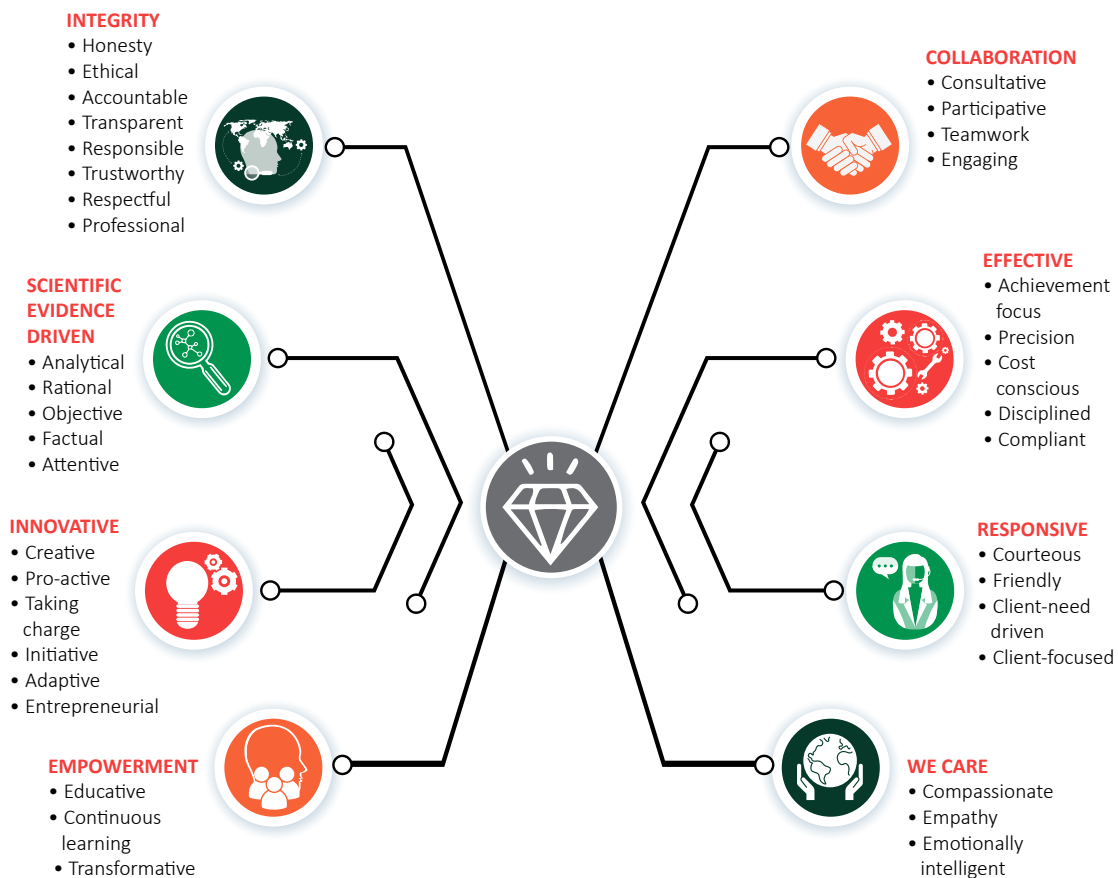 INTEGRITY
• Honesty
• Ethical
• Accountable
• Transparent
• Responsible
• Trustworthy
• Respectful
• Professional
SCIENTIFIC
EVIDENCE
DRIVEN
• Analytical
• Rational
• Objective
• Factual
• Attentive
INNOVATIVE
• Creative
• Pro-active
• Taking
charge
• Initiative
• Adaptive
• Entrepreneurial
EMPOWERMENT
• Educative
• Continuous
learning
• Transformative
COLLABORATION
• Consultative
• Participative
• Teamwork
• Engaging
EFFECTIVE
• Achievement
focus
• Precision
• Cost
conscious
• Disciplined
• Compliant
RESPONSIVE
• Courteous
• Friendly
• Client-need
driven
• Client-focused
WE CARE
• Compassionate
• Empathy
• Emotionally
intelligent